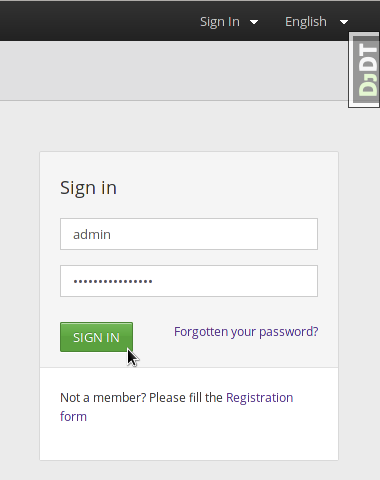 Sign In English
DJDT
Sign in
admin
••••••••••••••••
SIGN IN Forgotten your password?
Not a member? Please fill the Registration
form